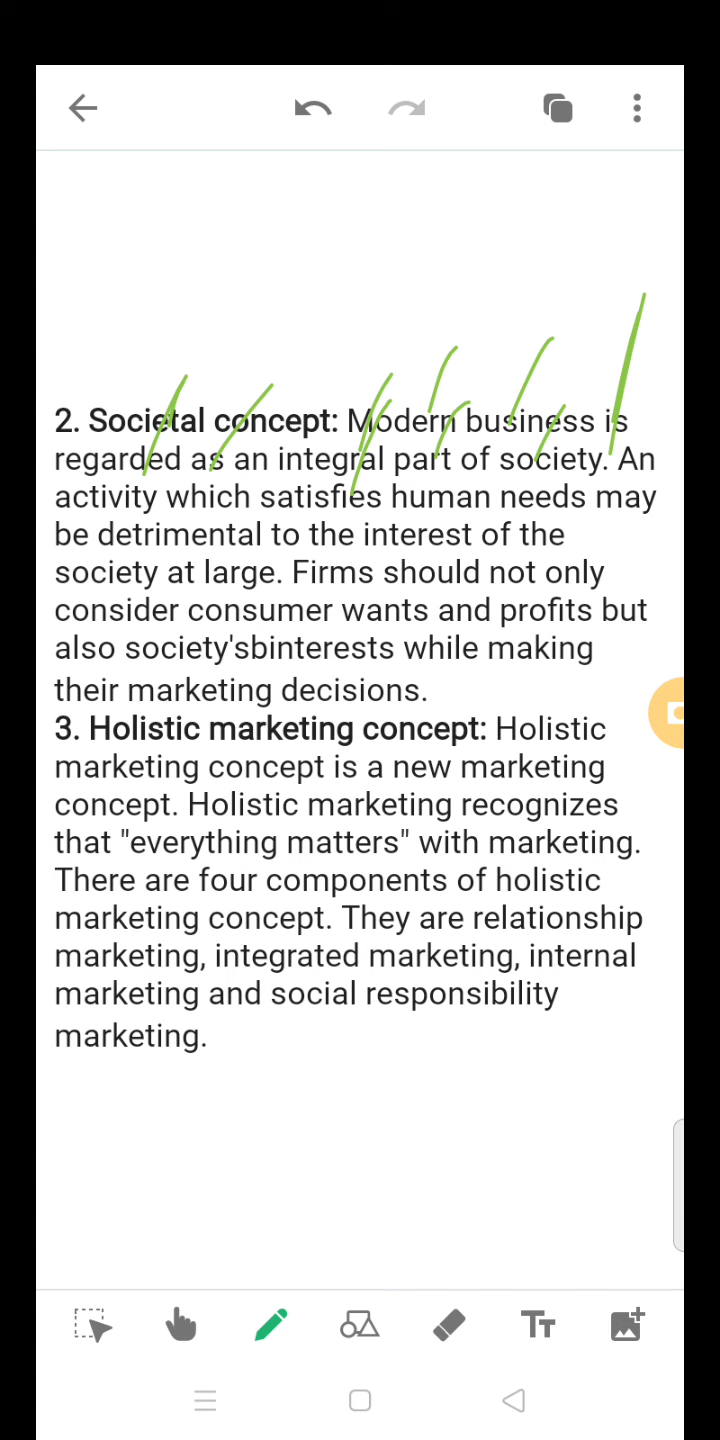 2. Societal concept: Modern business is
regarded as an integral part of society. An
activity which satisfies human needs may
be detrimental to the interest of the
society at large. Firms should not only
consider consumer wants and profits but
also society'sbinterests while making
their marketing decisions.
3. Holistic marketing concept: Holistic
marketing concept is a new marketing
concept. Holistic marketing recognizes
that "everything matters" with marketing.
There are four components of holistic
marketing concept. They are relationship
marketing, integrated marketing, internal
marketing and social responsibility
marketing.
TT